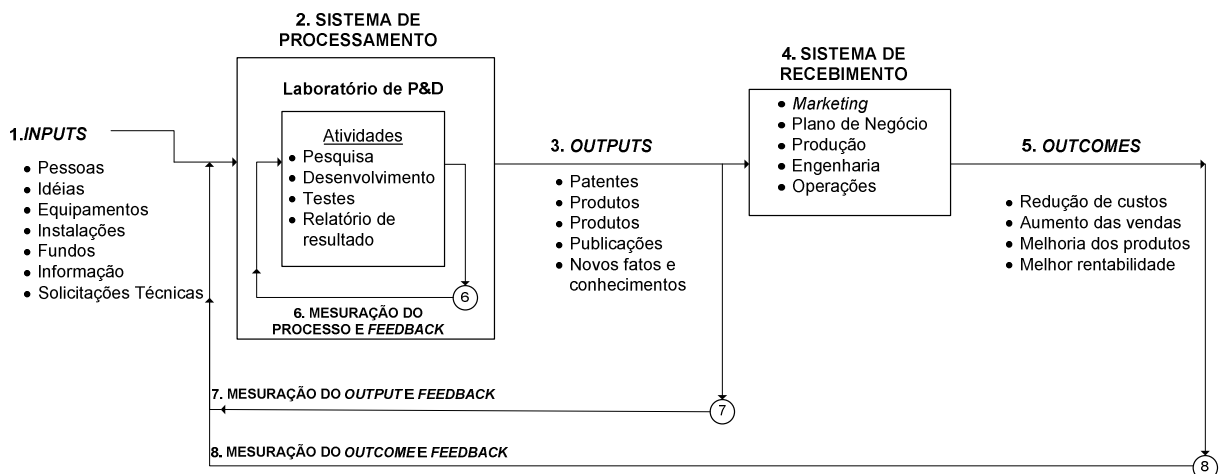 2. SISTEMA DE
PROCESSAMENTO
4. SISTEMA DE
RECEBIMENTO
Laboratório de P&D
1.INPUTS
• Pessoas
• Idéias
• Equipamentos
• Instalações
• Fundos
• Informação
• Solicitações Técnicas
Atividades
• Pesquisa
• Desenvolvimento
• Testes
• Relatório de
resultado
6
6. MESURAÇÃO DO
PROCESSO E FEEDBACK
3. OUTPUTS
• Patentes
• Produtos
• Produtos
• Publicações
• Novos fatos e
conhecimentos
• Marketing
• Plano de Negócio
• Produção
• Engenharia
• Operações
5. OUTCOMES
• Redução de custos
• Aumento das vendas
• Melhoria dos produtos
• Melhor rentabilidade
7. MESURAÇÃO DO OUTPUT E FEEDBACK
7
8. MESURAÇÃO DO OUTCOME E FEEDBACK
8